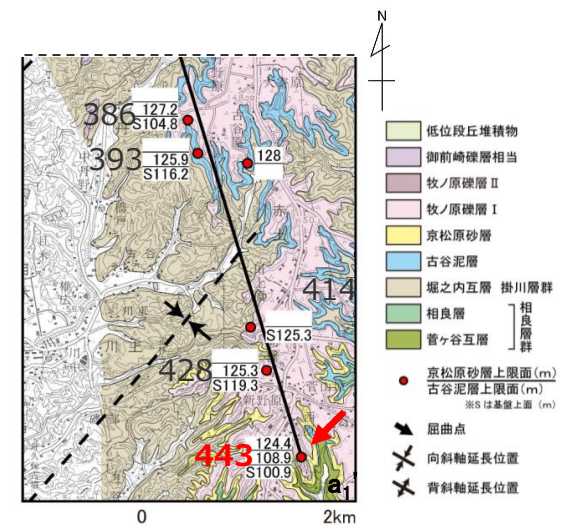 N
386
127.2
S104.8
393
125.9
S116.2
128
414
S125.3
428
125.3
S119.3
443
124.4
108.9
S100.9
a1'
0
2km
低位段丘堆積物
御前崎礫層相当
牧ノ原礫層Ⅱ
牧ノ原礫層Ⅰ
京松原砂層
古谷泥層
堀之内互層 掛川層群
相良層
菅ヶ谷互層
相良層群
京松原砂層上限面(m)
古谷泥層上限面(m)
※Sは基盤上面(m)
屈曲点
向斜軸延長位置
背斜軸延長位置